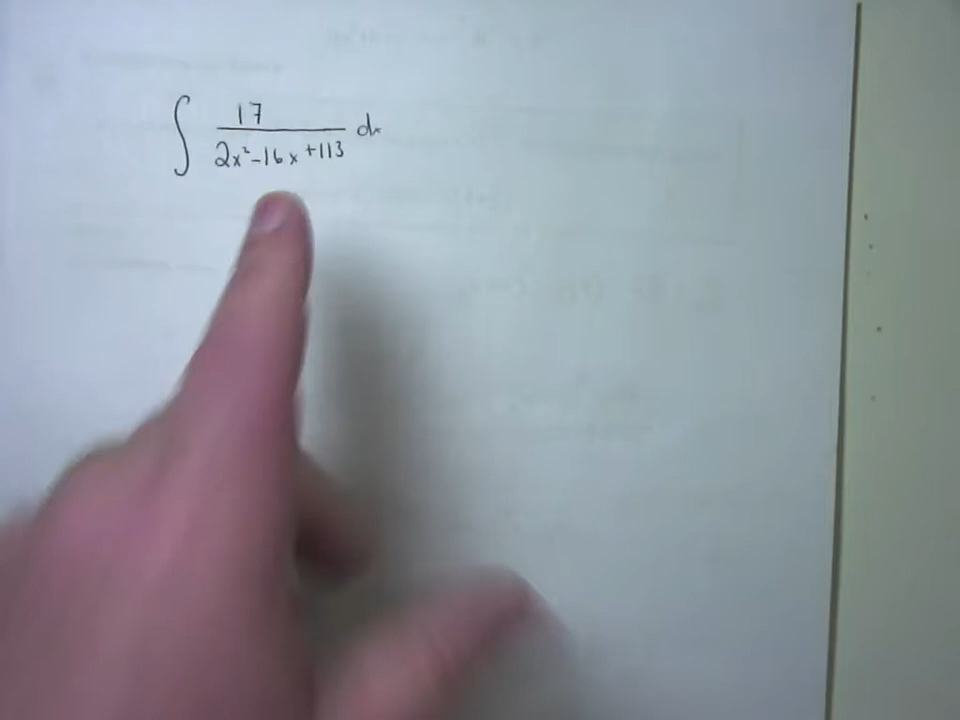 ∫ 17 / (2x² - 16x + 113) dx